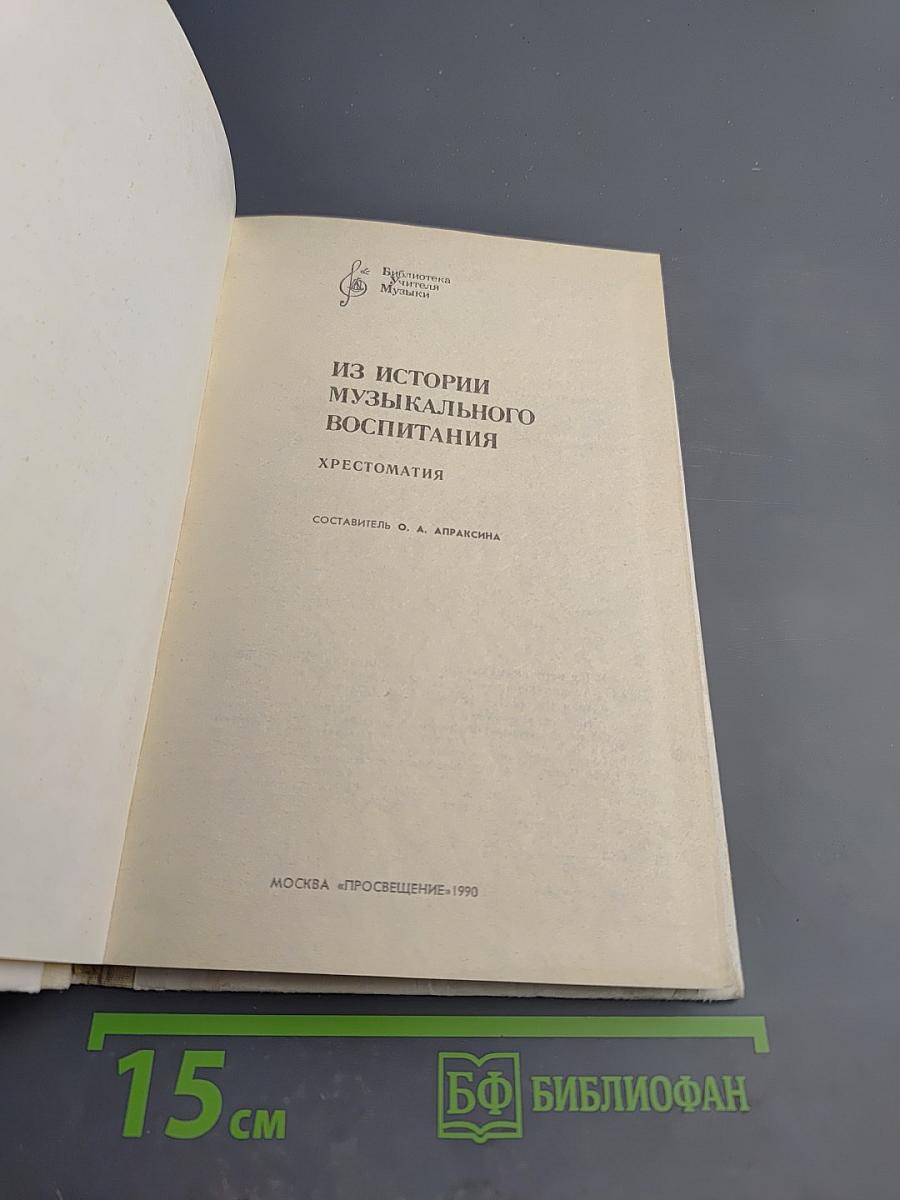 Библиотека
Учителя
Музыки
ИЗ ИСТОРИИ
МУЗЫКАЛЬНОГО
ВОСПИТАНИЯ
ХРЕСТОМАТИЯ
СОСТАВИТЕЛЬ О. А. АПРАКСИНА
МОСКВА «ПРОСВЕЩЕНИЕ» 1990
15 см
БФ БИБЛИОФАН